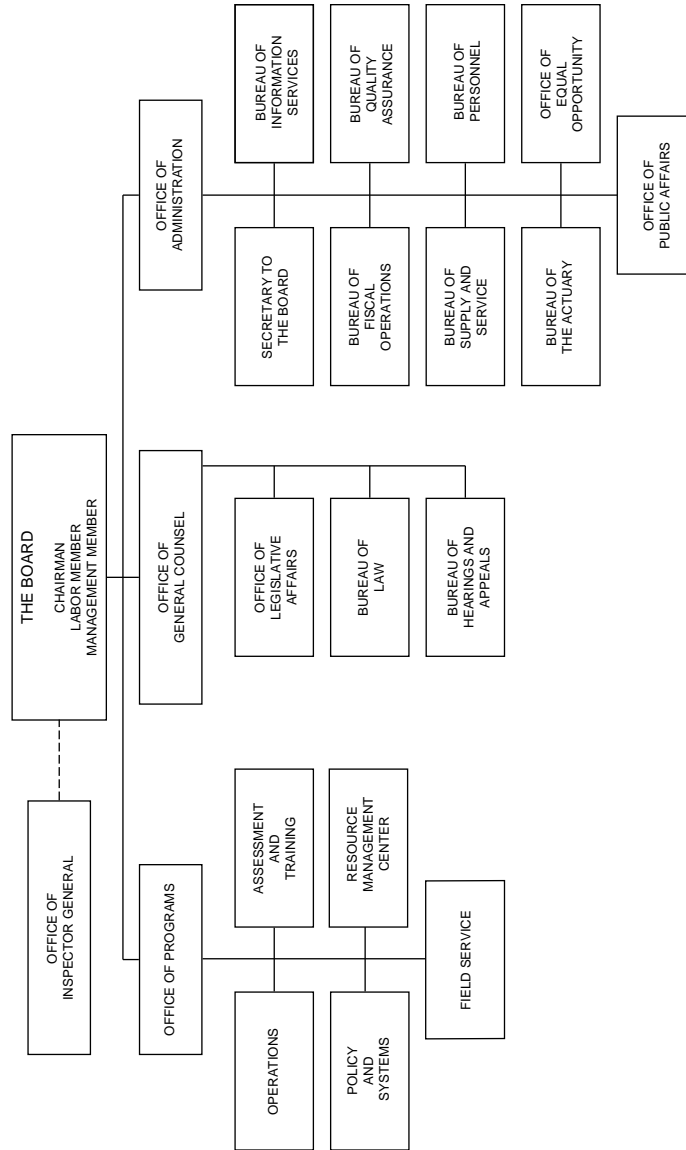 THE BOARD
CHAIRMAN
LABOR MEMBER
MANAGEMENT MEMBER
OFFICE OF
INSPECTOR GENERAL
OFFICE OF PROGRAMS
OPERATIONS
ASSESSMENT
AND
TRAINING
POLICY
AND
SYSTEMS
RESOURCE
MANAGEMENT
CENTER
FIELD SERVICE
OFFICE OF
GENERAL COUNSEL
OFFICE OF
LEGISLATIVE
AFFAIRS
BUREAU OF
LAW
BUREAU OF
HEARINGS AND
APPEALS
OFFICE OF
ADMINISTRATION
SECRETARY TO
THE BOARD
BUREAU OF
INFORMATION
SERVICES
BUREAU OF
FISCAL
OPERATIONS
BUREAU OF
QUALITY
ASSURANCE
BUREAU OF
SUPPLY AND
SERVICE
BUREAU OF
PERSONNEL
BUREAU OF
THE ACTUARY
OFFICE OF
EQUAL
OPPORTUNITY
OFFICE OF
PUBLIC AFFAIRS